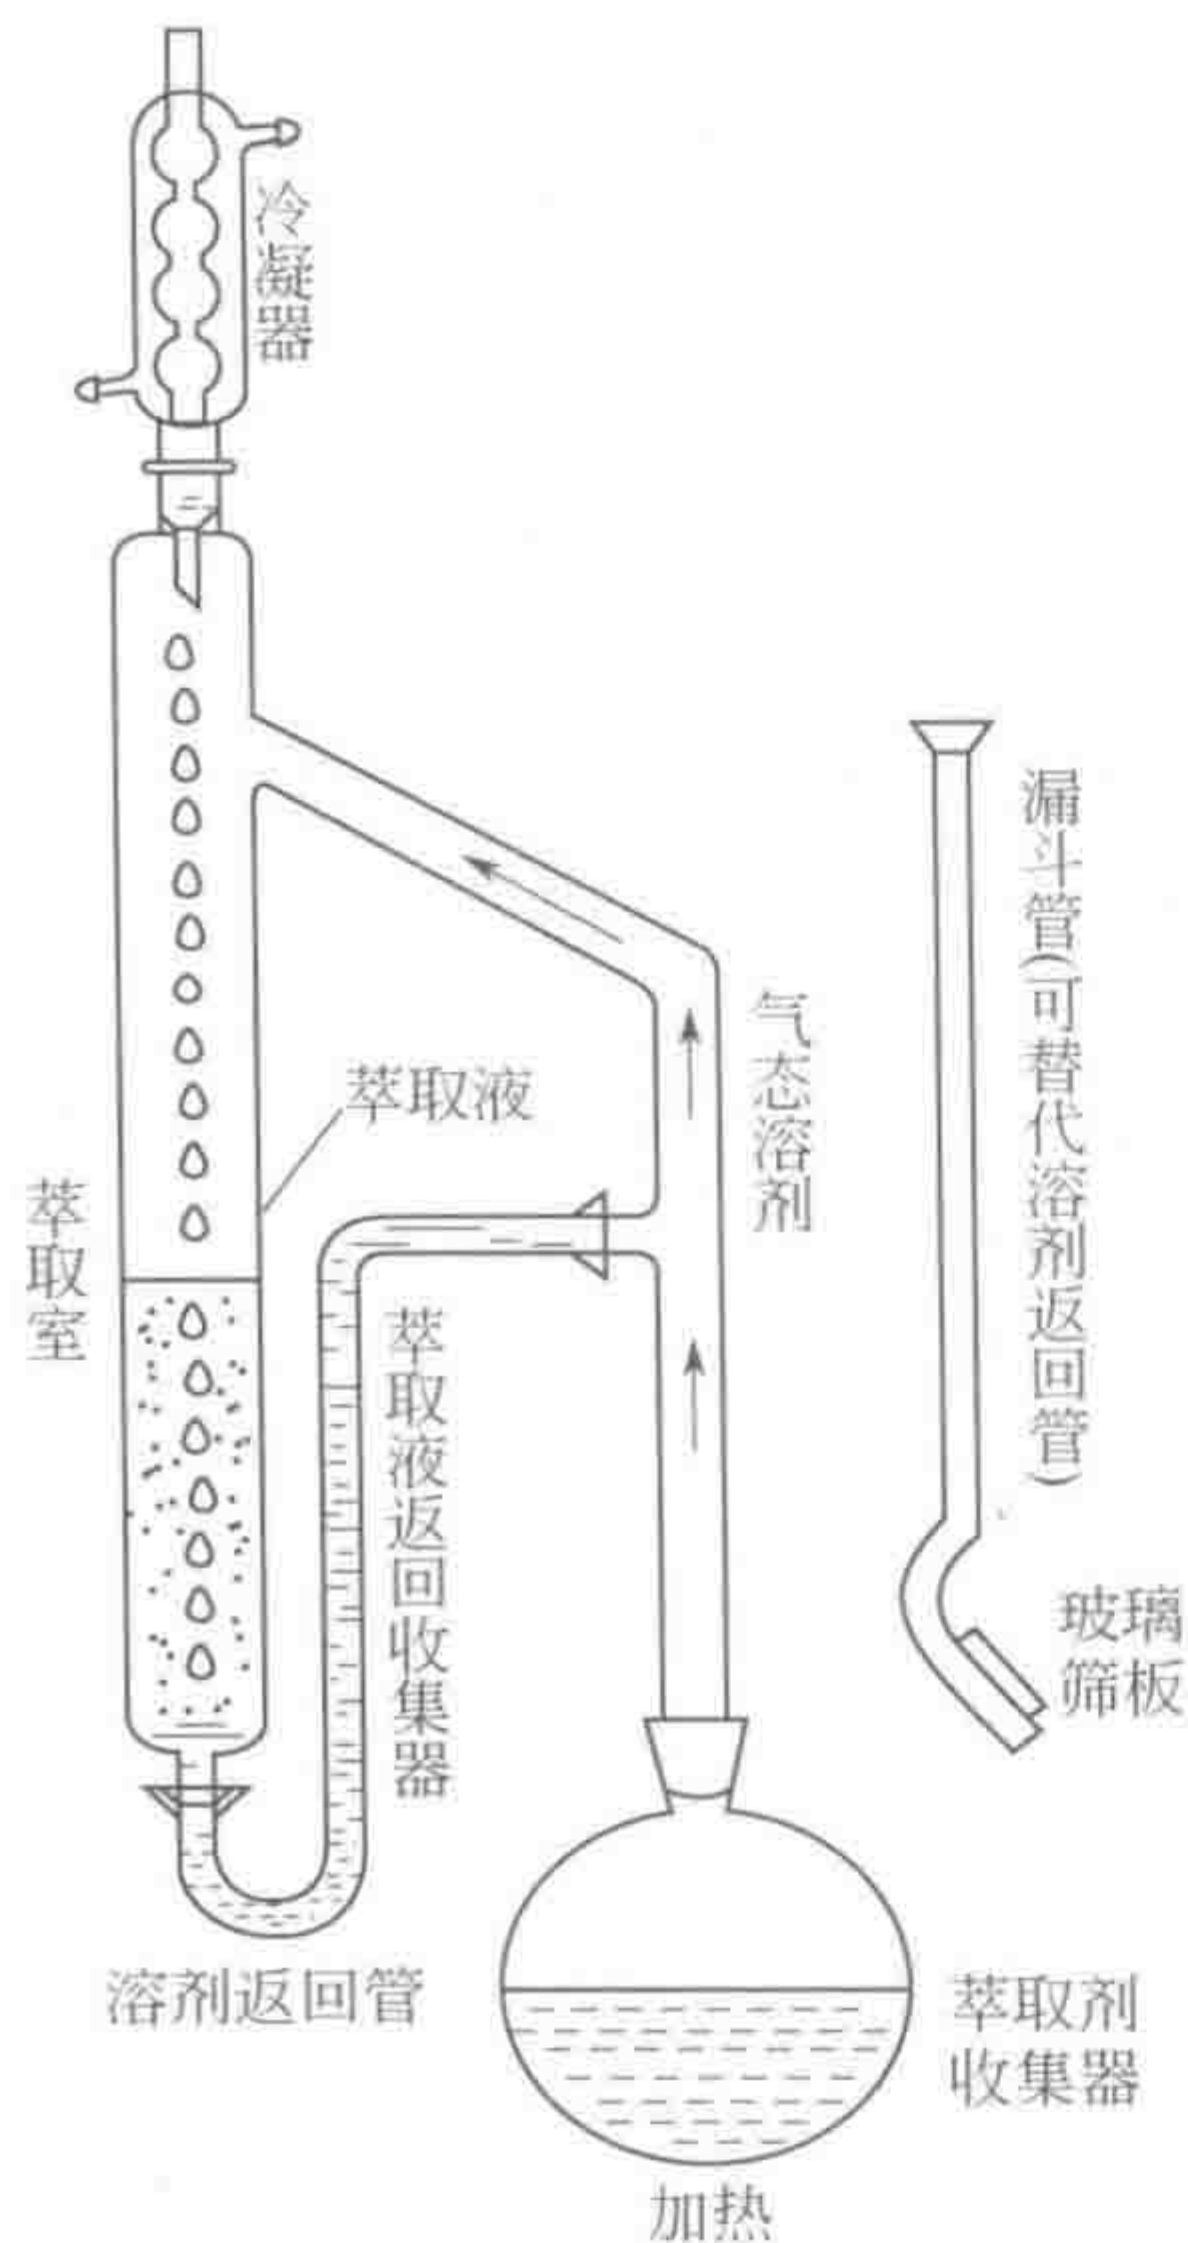 冷凝器
漏斗管(可替代溶剂返回管)
气态溶剂
萃取液
萃取室
萃取液返回收集器
玻璃
筛板
溶剂返回管
萃取剂
收集器
加热